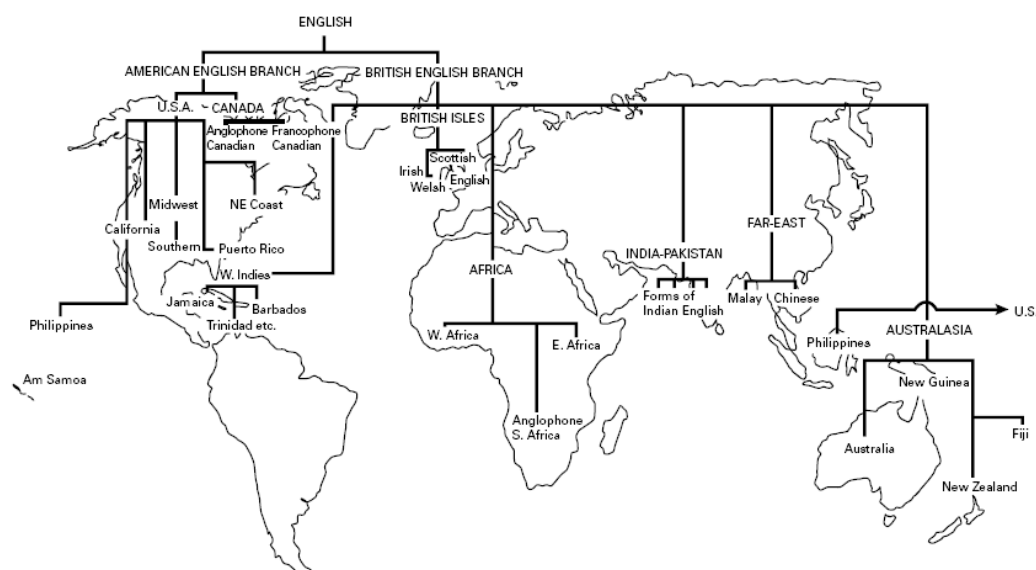 ENGLISH
AMERICAN ENGLISH BRANCH
BRITISH ENGLISH BRANCH
U.S.A.
CANADA
Anglophone
Canadian
Francophone
Canadian
BRITISH ISLES
Scottish
Irish
Welsh
English
Midwest
NE Coast
California
Southern
Puerto Rico
W. Indies
Jamaica
Barbados
Trinidad etc.
Philippines
Am Samoa
AFRICA
W. Africa
E. Africa
Anglophone
S. Africa
INDIA-PAKISTAN
Forms of
Indian English
FAR-EAST
Malay
Chinese
Philippines
U.S
AUSTRALASIA
New Guinea
Australia
Fiji
New Zealand